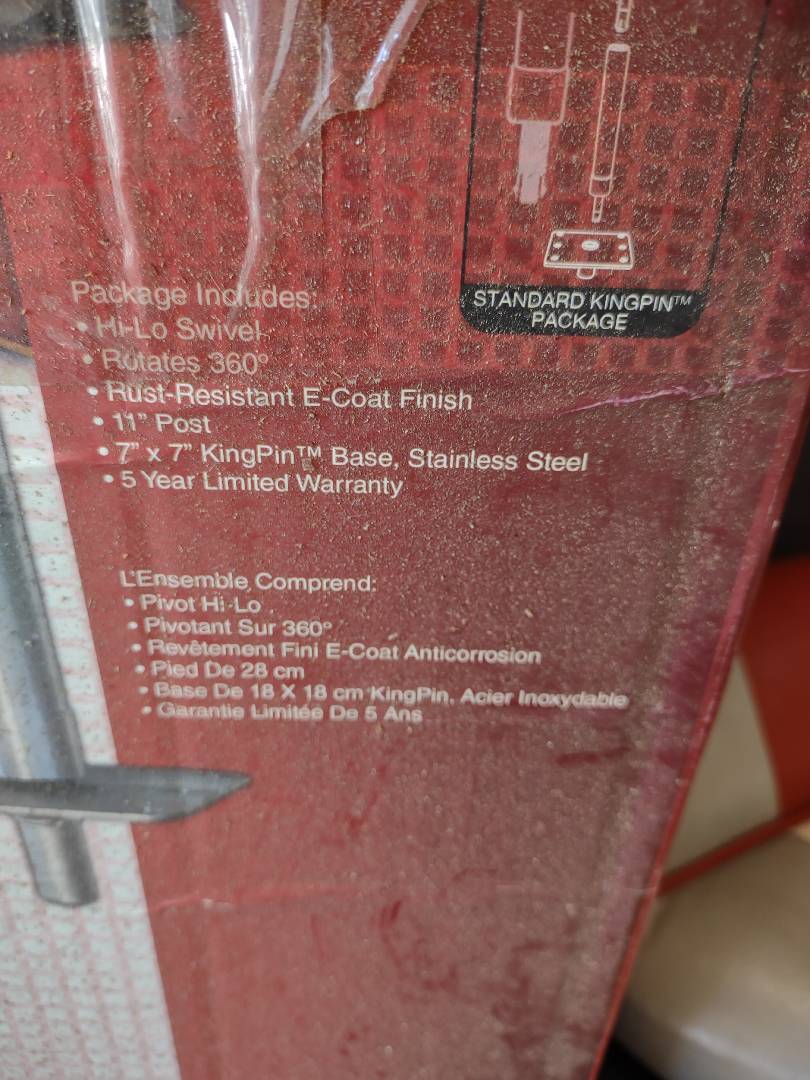 STANDARD KINGPIN™
PACKAGE
Package Includes:
• Hi-Lo Swivel
• Rotates 360°
• Rust-Resistant E-Coat Finish
• 11" Post
• 7" x 7" KingPin™ Base, Stainless Steel
• 5 Year Limited Warranty
L'Ensemble Comprend:
• Pivot Hi-Lo
• Pivotant Sur 360°
• Revêtement Fini E-Coat Anticorrosion
• Pied De 28 cm
• Base De 18 X 18 cm KingPin, Acier Inoxydable
• Garantie Limitée De 5 Ans